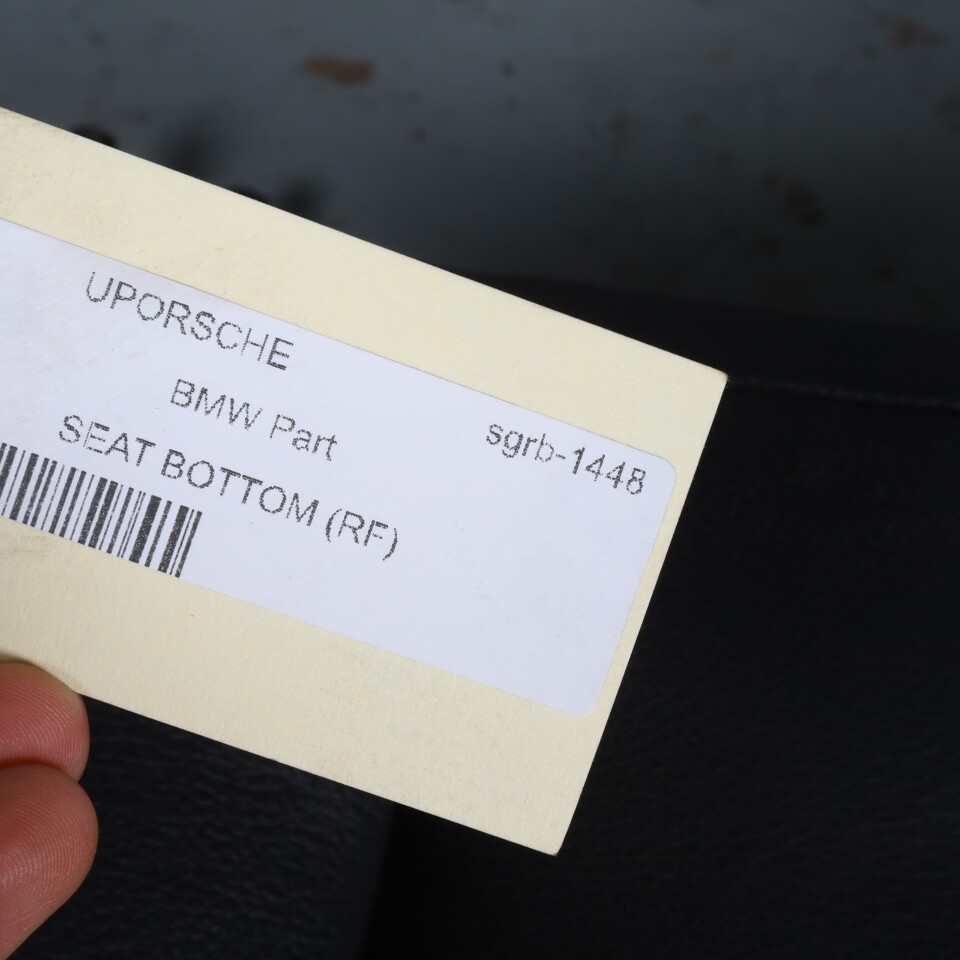 UPORSCHE
BMW Part
sgrb-1448
SEAT BOTTOM (RF)